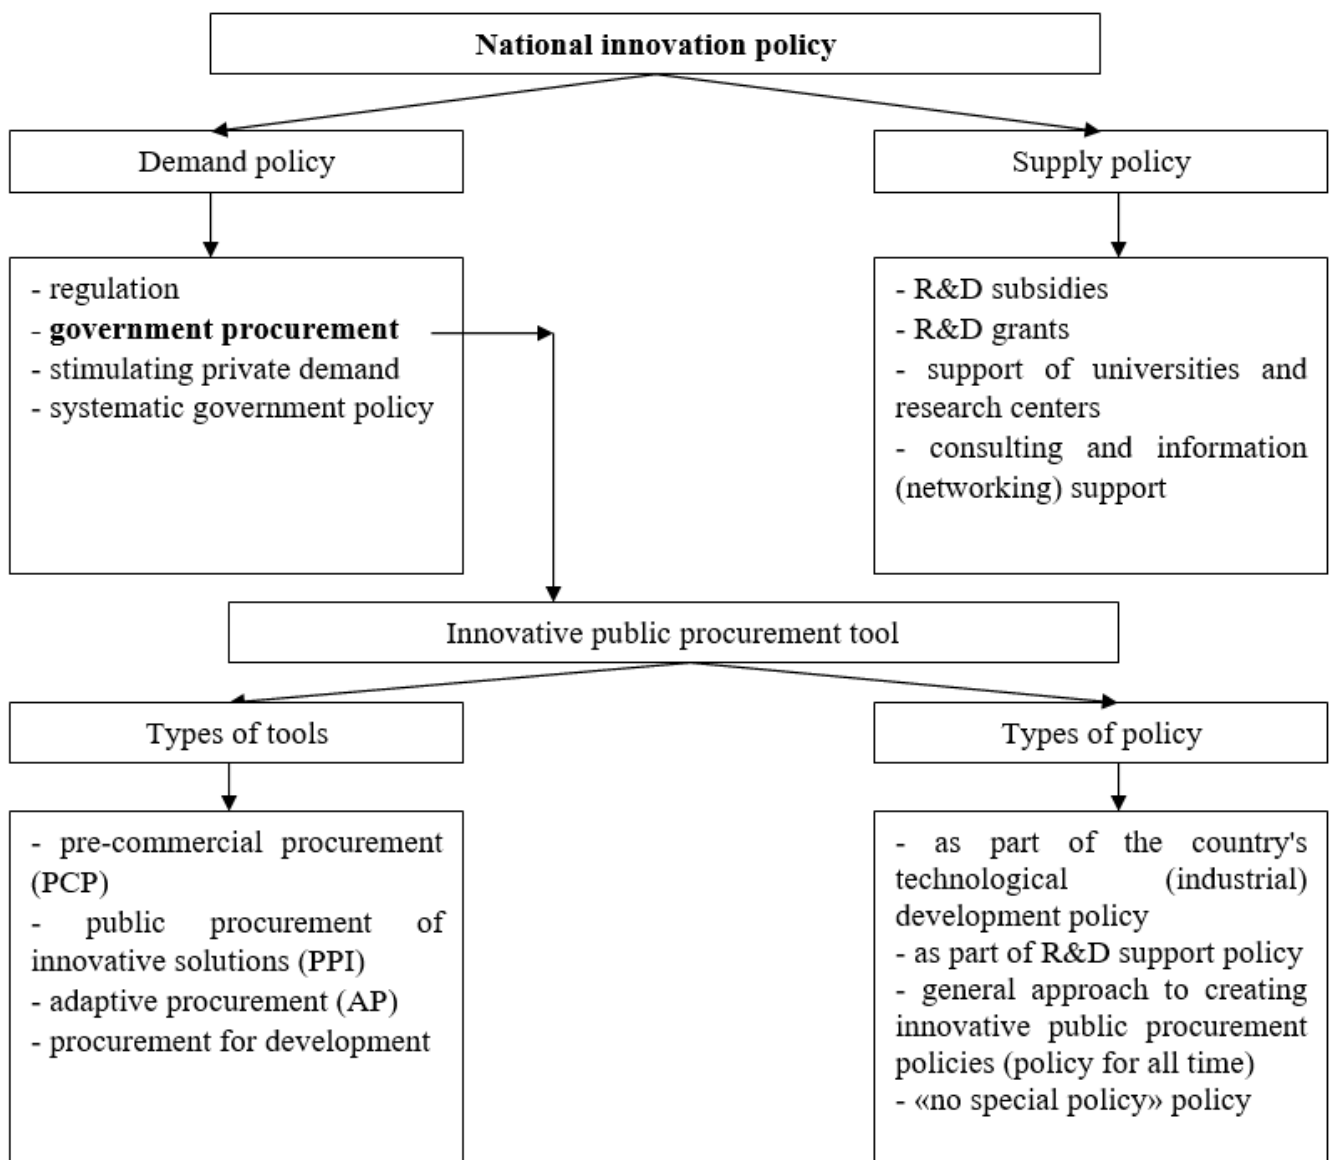 National innovation policy
Demand policy
Supply policy
- regulation
- government procurement
- stimulating private demand
- systematic government policy
- R&D subsidies
- R&D grants
- support of universities and
research centers
- consulting and information
(networking) support
Innovative public procurement tool
Types of tools
Types of policy
- pre-commercial procurement
(PCP)
- public procurement of
innovative solutions (PPI)
- adaptive procurement (AP)
- procurement for development
- as part of the country's
technological (industrial)
development policy
- as part of R&D support policy
- general approach to creating
innovative public procurement
policies (policy for all time)
- «no special policy» policy